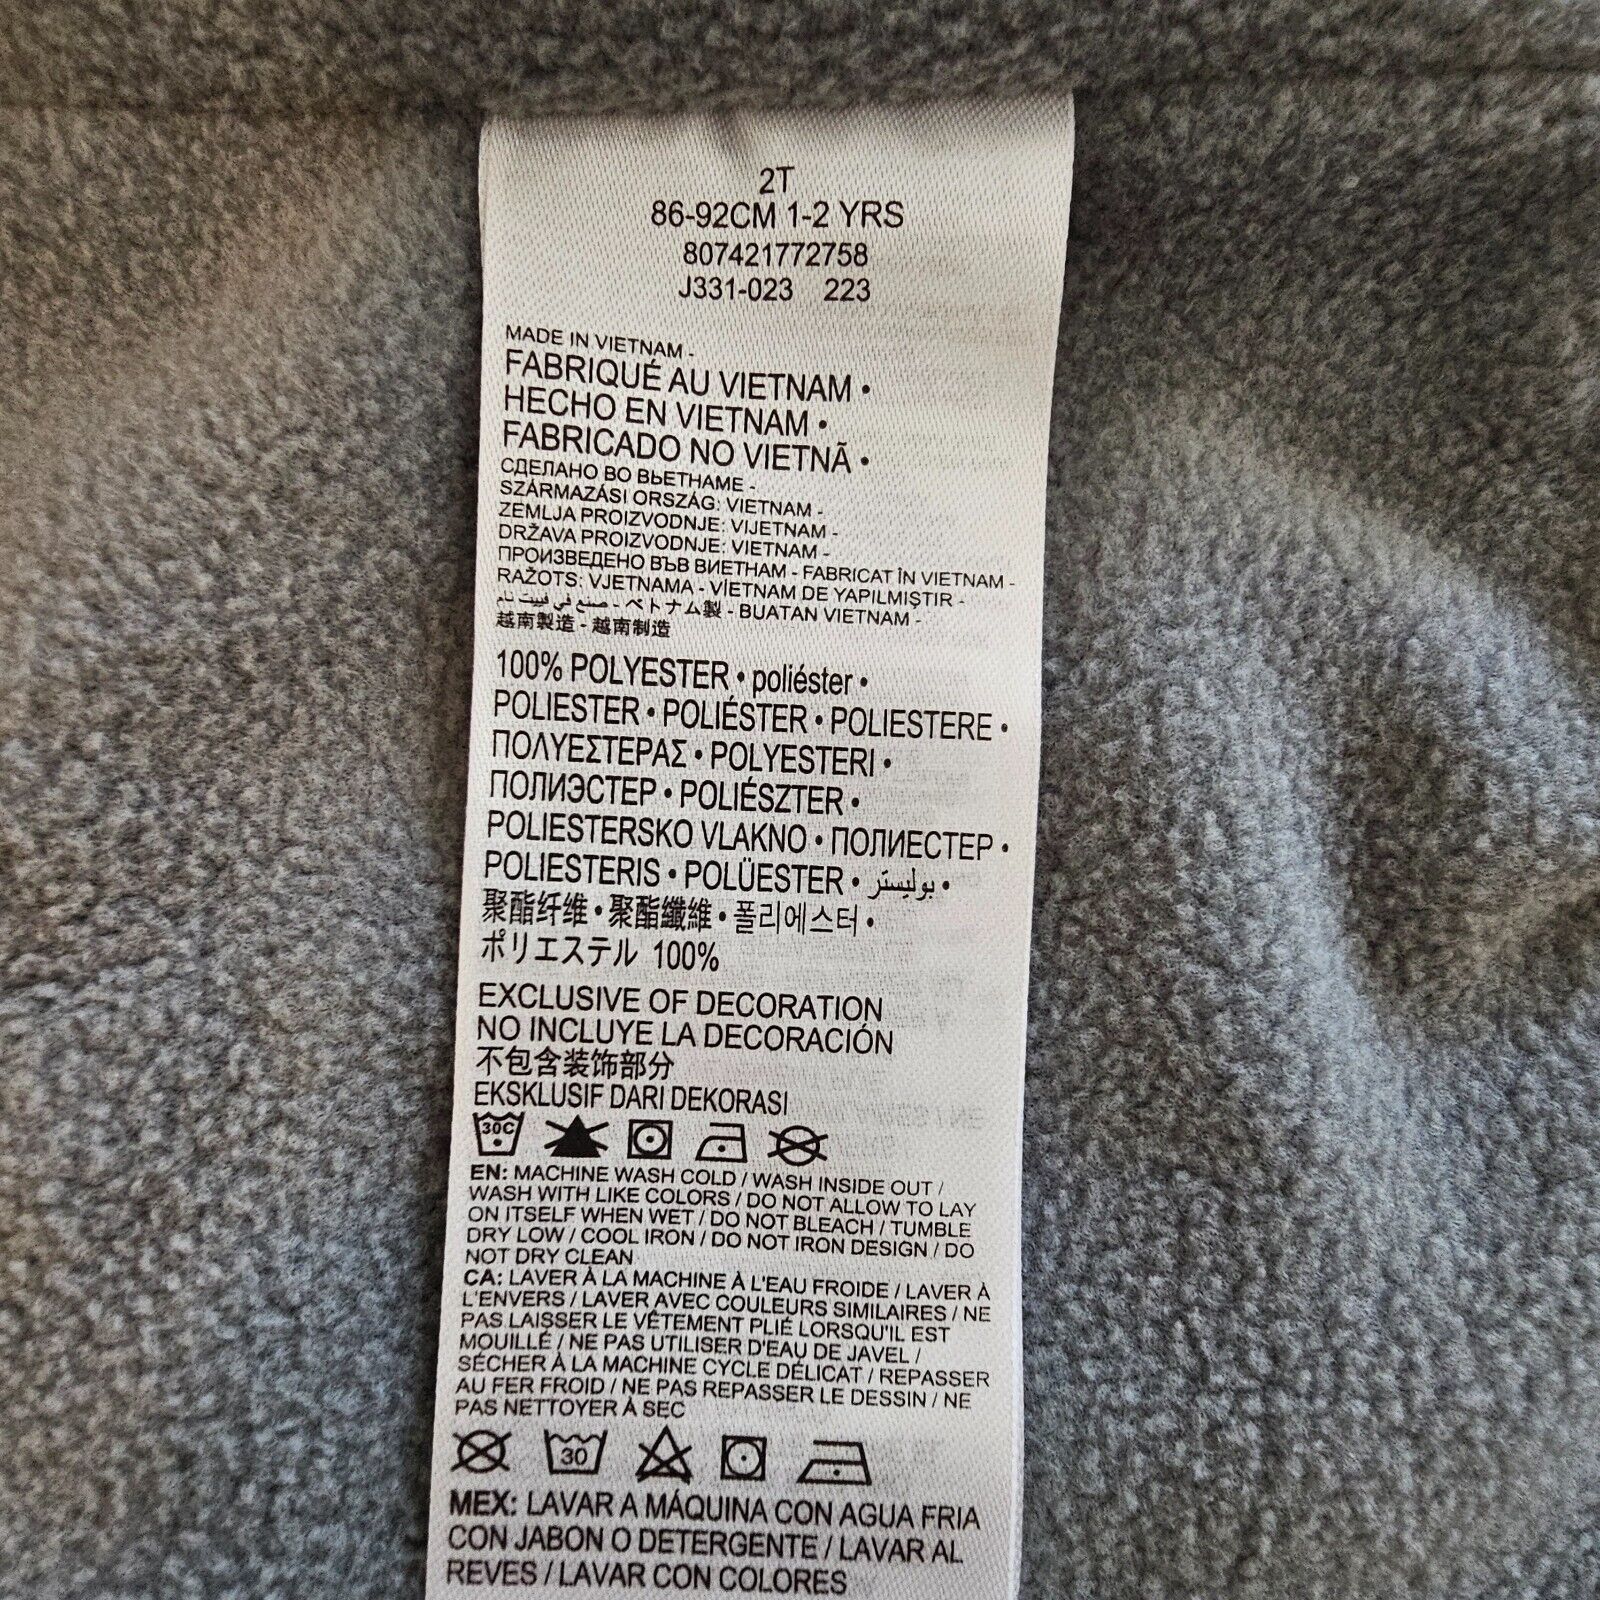 2T
86-92CM 1-2 YRS
807421772758
J331-023 223
MADE IN VIETNAM -
FABRIQUÉ AU VIETNAM •
HECHO EN VIETNAM •
FABRICADO NO VIETNÃ •
СДЕЛАНО ВО ВЬЕТНАМЕ -
SZÁRMAZÁSI ORSZÁG: VIETNAM -
ZEMLJA PROIZVODNJE: VIJETNAM -
DRŽAVA PROIZVODNJE: VIETNAM -
ПРОИЗВЕДЕНО ВЪВ ВИЕТНАМ - FABRICAT ÎN VIETNAM -
RAŽOTS: VJETNAMA - VİETNAM DE YAPILMIŞTIR -
صنع في فييت نام - ベトナム製 - BUATAN VIETNAM -
越南製造 - 越南制造
100% POLYESTER • poliéster •
POLIESTER • POLIÉSTER • POLIESTERE •
ΠΟΛΥΕΣΤΕΡΑΣ • POLYESTERI •
ПОЛИЭСТЕР • POLIÉSZTER •
POLIESTERSKO VLAKNO • ПОЛИЕСТЕР •
POLIESTERIS • POLÜESTER • بوليستر •
聚酯纤维 • 聚酯纖維 • 폴리에스터 •
ポリエステル 100%
EXCLUSIVE OF DECORATION
NO INCLUYE LA DECORACIÓN
不包含装饰部分
EKSKLUSIF DARI DEKORASI
30C
EN: MACHINE WASH COLD / WASH INSIDE OUT /
WASH WITH LIKE COLORS / DO NOT ALLOW TO LAY
ON ITSELF WHEN WET / DO NOT BLEACH / TUMBLE
DRY LOW / COOL IRON / DO NOT IRON DESIGN / DO
NOT DRY CLEAN
CA: LAVER À LA MACHINE À L'EAU FROIDE / LAVER À
L'ENVERS / LAVER AVEC COULEURS SIMILAIRES / NE
PAS LAISSER LE VÊTEMENT PLIÉ LORSQU'IL EST
MOUILLÉ / NE PAS UTILISER D'EAU DE JAVEL /
SÉCHER À LA MACHINE CYCLE DÉLICAT / REPASSER
AU FER FROID / NE PAS REPASSER LE DESSIN / NE
PAS NETTOYER À SEC
30
MEX: LAVAR A MÁQUINA CON AGUA FRIA
CON JABON O DETERGENTE / LAVAR AL
REVES / LAVAR CON COLORES